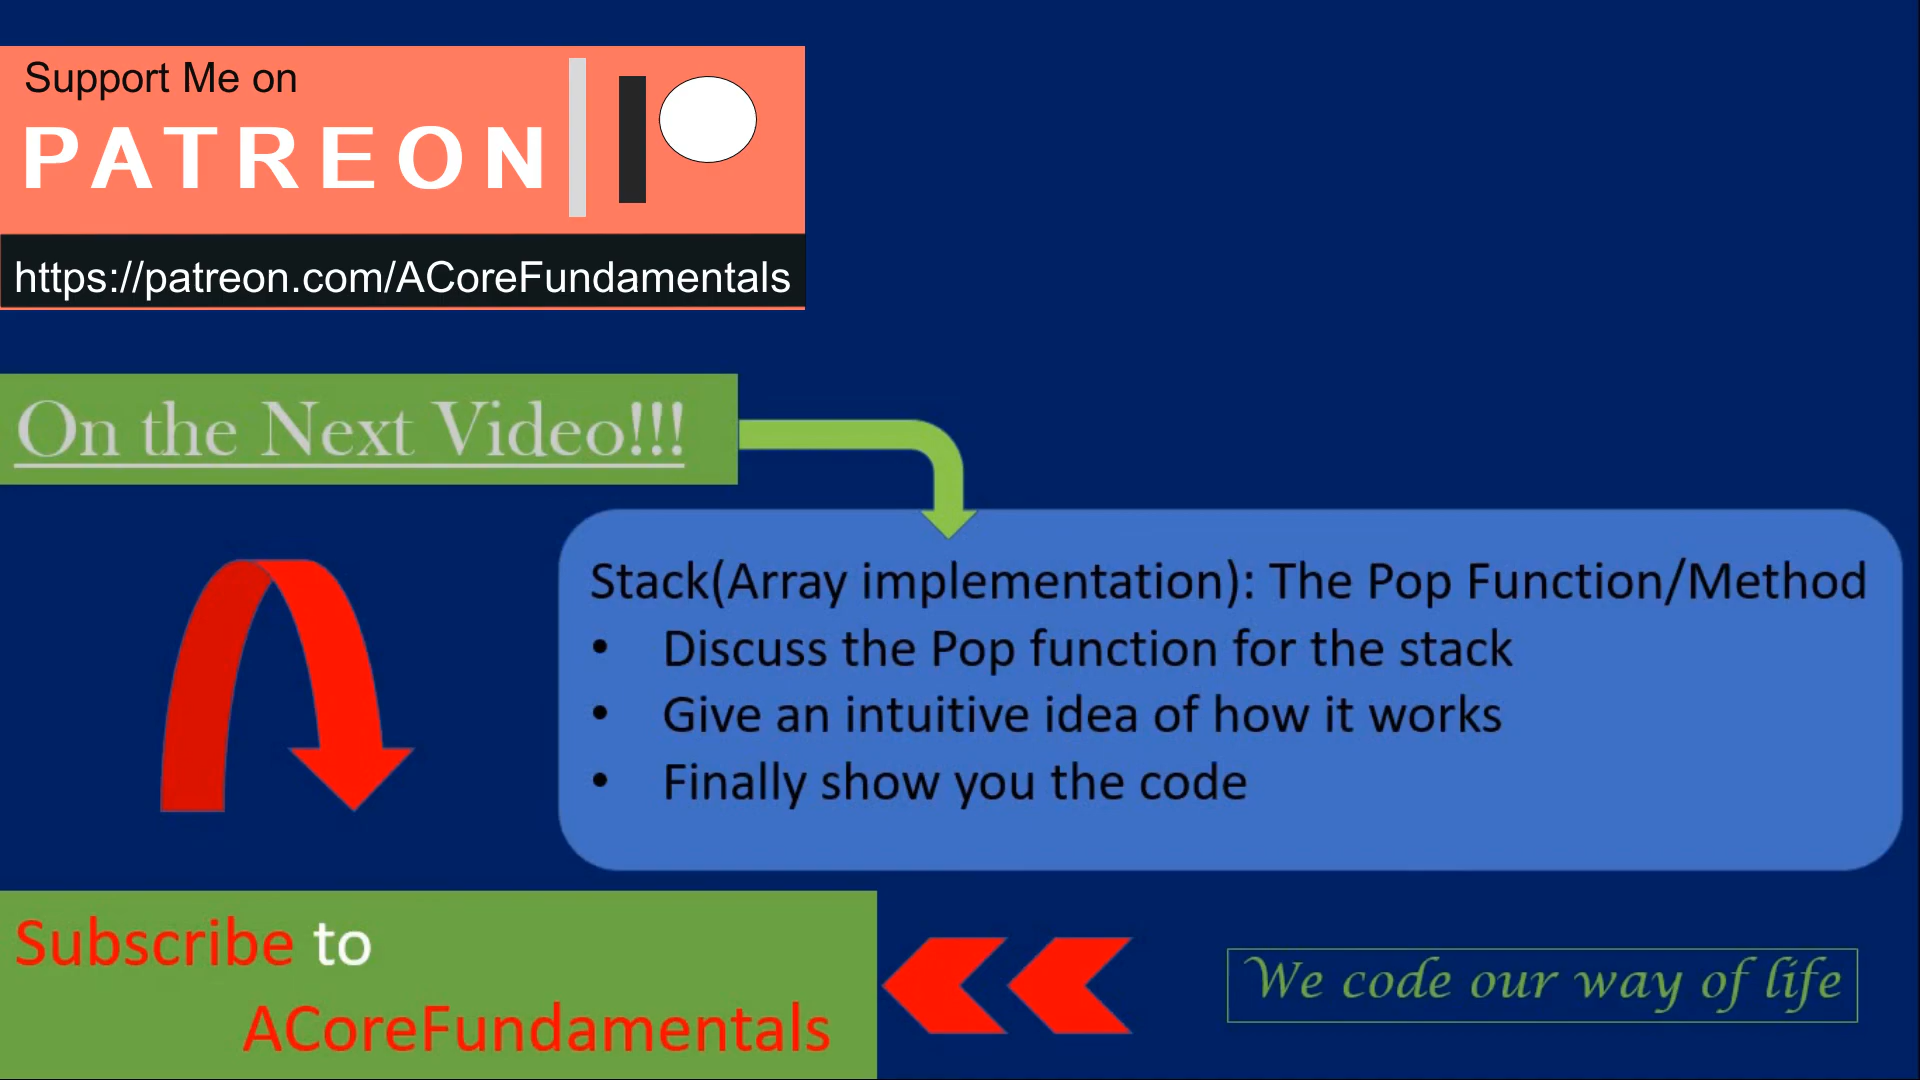 Support Me on
PATREON
https://patreon.com/ACoreFundamentals
On the Next Video!!!
Stack(Array implementation): The Pop Function/Method
• Discuss the Pop function for the stack
• Give an intuitive idea of how it works
• Finally show you the code
Subscribe to
ACoreFundamentals
We code our way of life